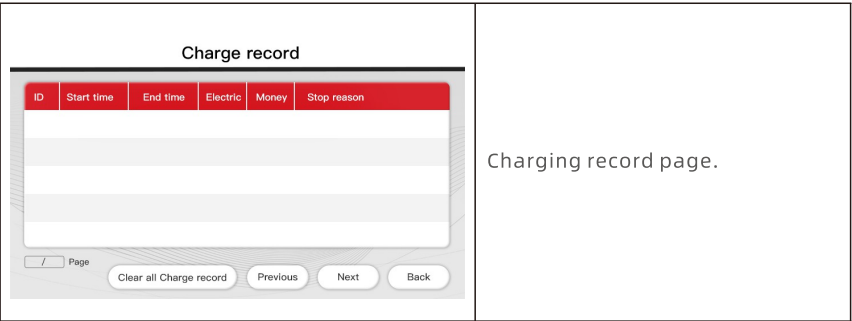 Charge record
ID Start time End time Electric Money Stop reason
Charging record page.
/ Page
Clear all Charge record Previous Next Back